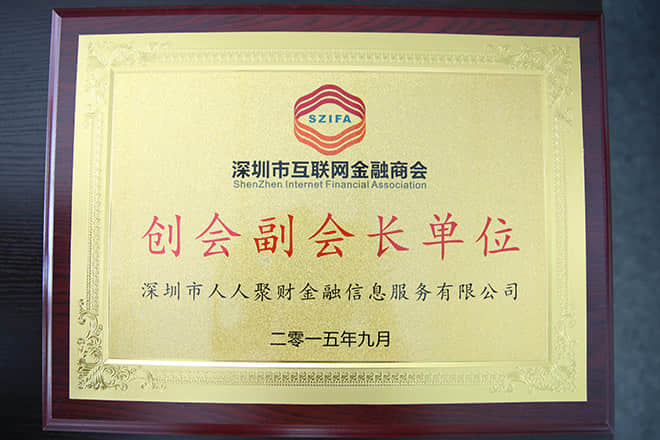 SZIFA
深圳市互联网金融商会
ShenZhen Internet Financial Association
创会副会长单位
深圳市人人聚财金融信息服务有限公司
二零一五年九月